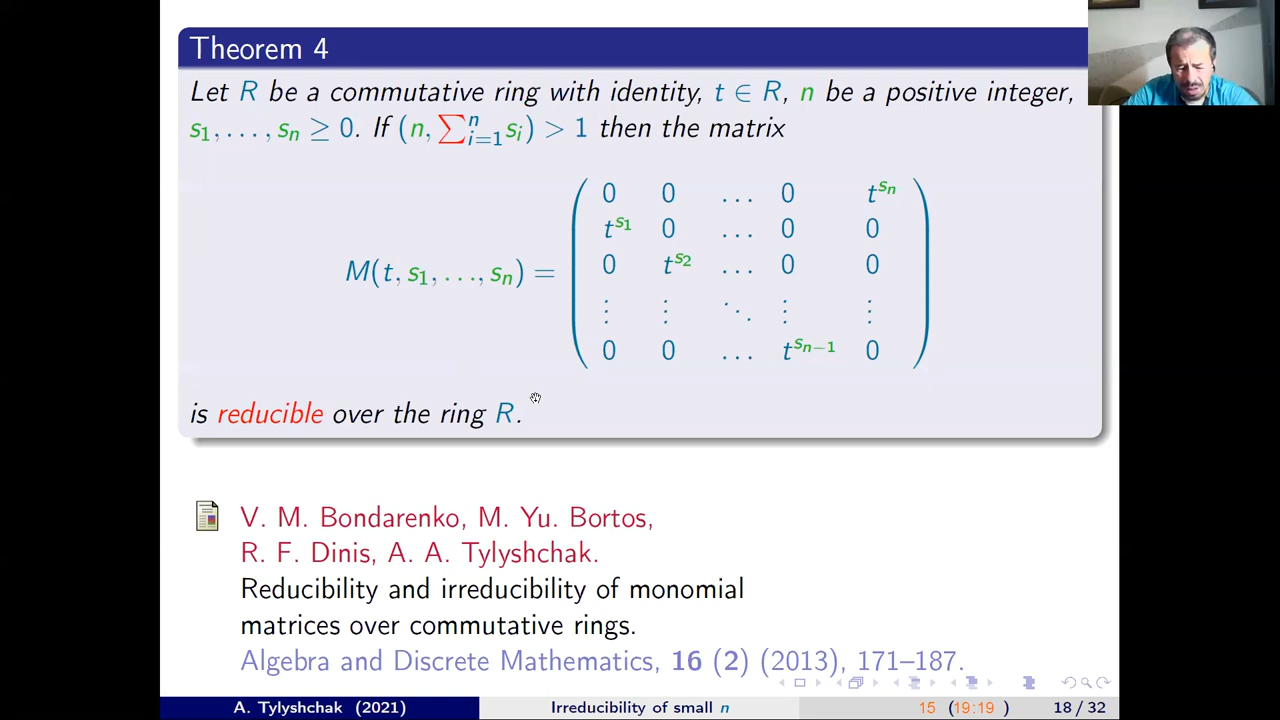 Theorem 4
Let R be a commutative ring with identity, t ∈ R, n be a positive integer,
s₁, . . . , sₙ ≥ 0. If (n, ∑ⁿᵢ₌₁ sᵢ) > 1 then the matrix
0 0 . . . 0 t^{sₙ}
t^{s₁} 0 . . . 0 0
M(t, s₁, . . . , sₙ) = 0 t^{s₂} . . . 0 0
⋮ ⋮ ⋱ ⋮ ⋮
0 0 . . . t^{sₙ₋₁} 0
is reducible over the ring R.
V. M. Bondarenko, M. Yu. Bortos,
R. F. Dinis, A. A. Tylyshchak.
Reducibility and irreducibility of monomial
matrices over commutative rings.
Algebra and Discrete Mathematics, 16 (2) (2013), 171–187.
A. Tylyshchak (2021) Irreducibility of small n 15 (19:19) 18 / 32